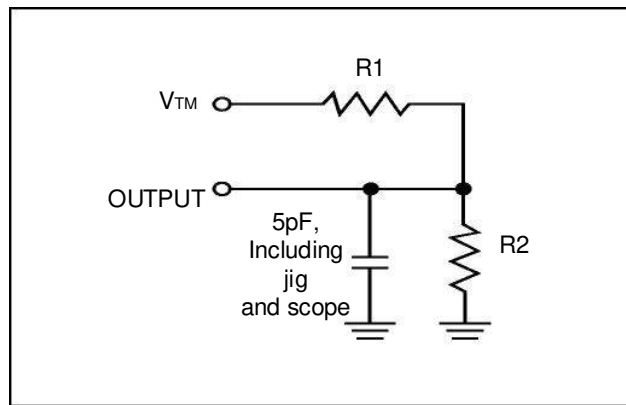 R1
VTM
OUTPUT
5pF,
Including
jig
and scope
R2